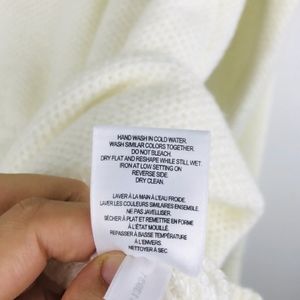 HAND WASH IN COLD WATER.
WASH SIMILAR COLORS TOGETHER.
DO NOT BLEACH.
DRY FLAT AND RESHAPE WHILE STILL WET.
IRON AT LOW SETTING ON
REVERSE SIDE.
DRY CLEAN.
LAVER À LA MAIN À L'EAU FROIDE
LAVER LES COULEURS SIMILAIRES ENSEMBLE.
NE PAS JAVELLISER.
SÉCHER À PLAT ET REMETTRE EN FORME
À L'ÉTAT MOUILLÉ.
REPASSER À BASSE TEMPÉRATURE
À L'ENVERS.
NETTOYER À SEC.